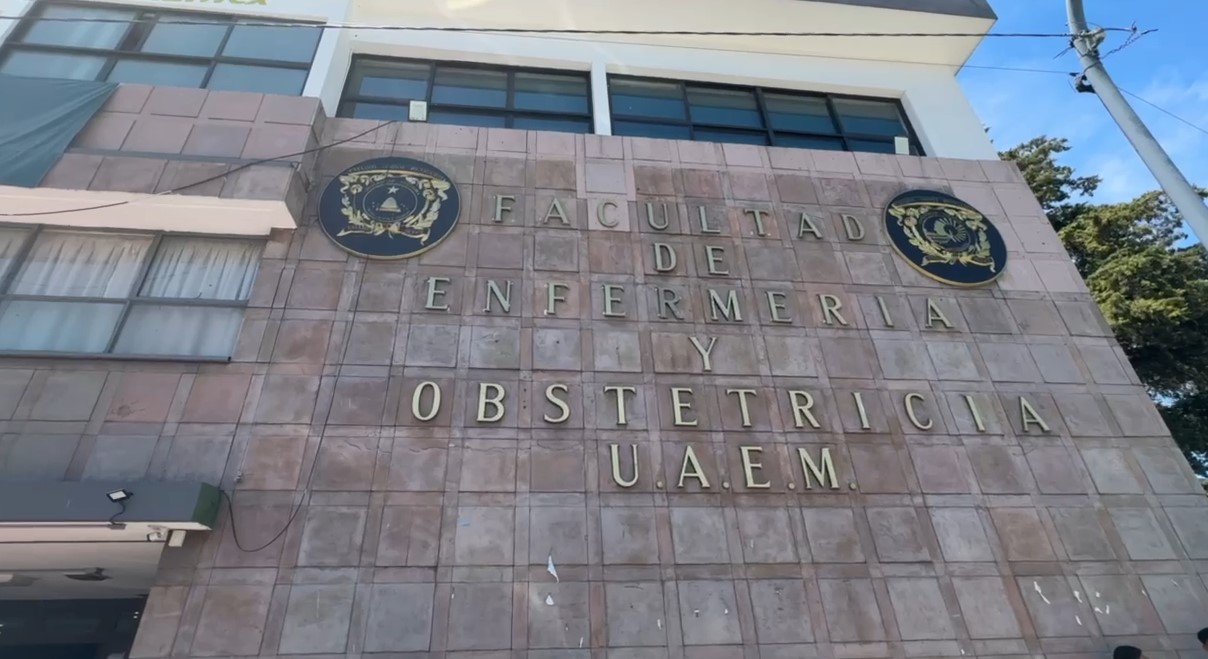 FACULTAD
DE
ENFERMERIA
Y
OBSTETRICIA
U.A.E.M.